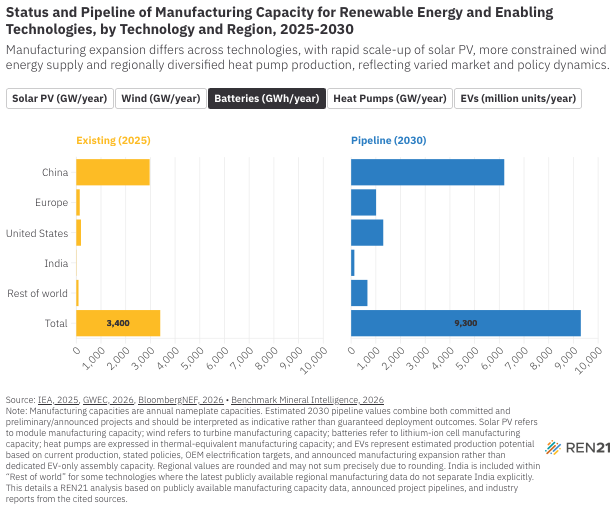 Status and Pipeline of Manufacturing Capacity for Renewable Energy and Enabling
Technologies, by Technology and Region, 2025-2030
Manufacturing expansion differs across technologies, with rapid scale-up of solar PV, more constrained wind
energy supply and regionally diversified heat pump production, reflecting varied market and policy dynamics.
Solar PV (GW/year) Wind (GW/year) Batteries (GWh/year) Heat Pumps (GW/year) EVs (million units/year)
Existing (2025) Pipeline (2030)
China
Europe
United States
India
Rest of world
Total 3,400 9,300
0 1,000 2,000 3,000 4,000 5,000 6,000 7,000 8,000 9,000 10,000 0 1,000 2,000 3,000 4,000 5,000 6,000 7,000 8,000 9,000 10,000
Source: IEA, 2025, GWEC, 2026, BloombergNEF, 2026 • Benchmark Mineral Intelligence, 2026
Note: Manufacturing capacities are annual nameplate capacities. Estimated 2030 pipeline values combine both committed and
preliminary/announced projects and should be interpreted as indicative rather than guaranteed deployment outcomes. Solar PV refers
to module manufacturing capacity; wind refers to turbine manufacturing capacity; batteries refer to lithium-ion cell manufacturing
capacity; heat pumps are expressed in thermal-equivalent manufacturing capacity; and EVs represent estimated production potential
based on current production, stated policies, OEM electrification targets, and announced manufacturing expansion rather than
dedicated EV-only assembly capacity. Regional values are rounded and may not sum precisely due to rounding. India is included within
"Rest of world" for some technologies where the latest publicly available regional manufacturing data do not separate India explicitly.
This details a REN21 analysis based on publicly available manufacturing capacity data, announced project pipelines, and industry
reports from the cited sources.
REN21